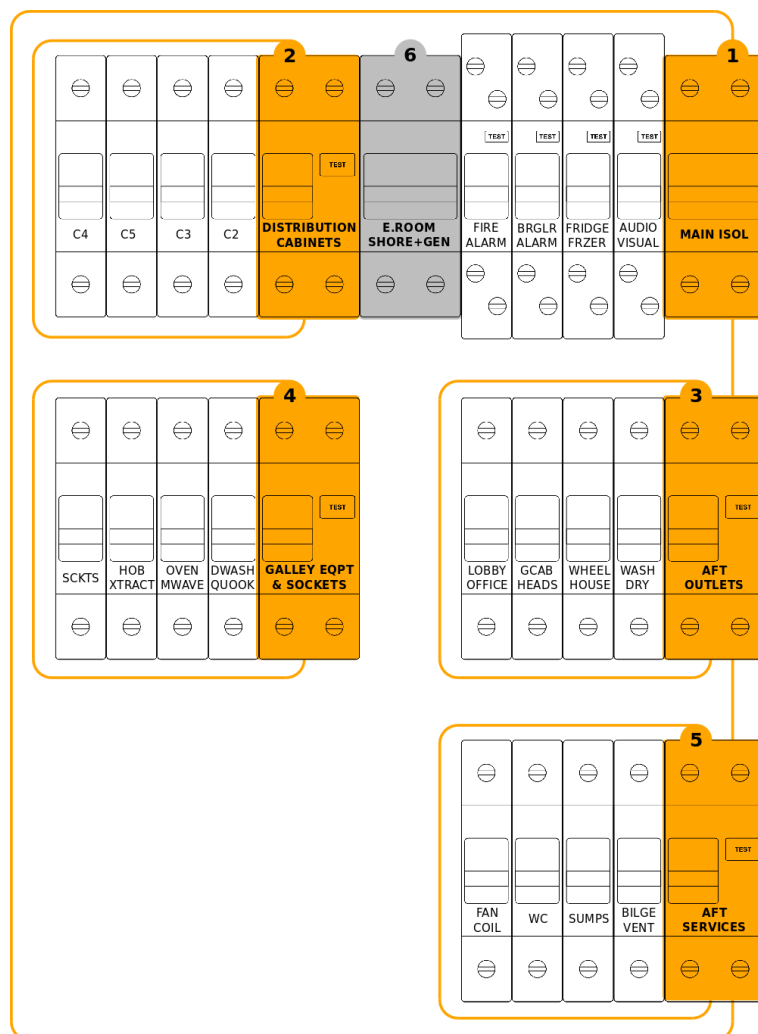 2
6
1
TEST
TEST
TEST
TEST
TEST
C4
C5
C3
C2
DISTRIBUTION
CABINETS
E.ROOM
SHORE+GEN
FIRE
ALARM
BRGLR
ALARM
FRIDGE
FRZER
AUDIO
VISUAL
MAIN ISOL
4
3
TEST
TEST
SCKTS
HOB
XTRACT
OVEN
MWAVE
DWASH
QUOOK
GALLEY EQPT
& SOCKETS
LOBBY
OFFICE
GCAB
HEADS
WHEEL
HOUSE
WASH
DRY
AFT
OUTLETS
5
TEST
FAN
COIL
WC
SUMPS
BILGE
VENT
AFT
SERVICES